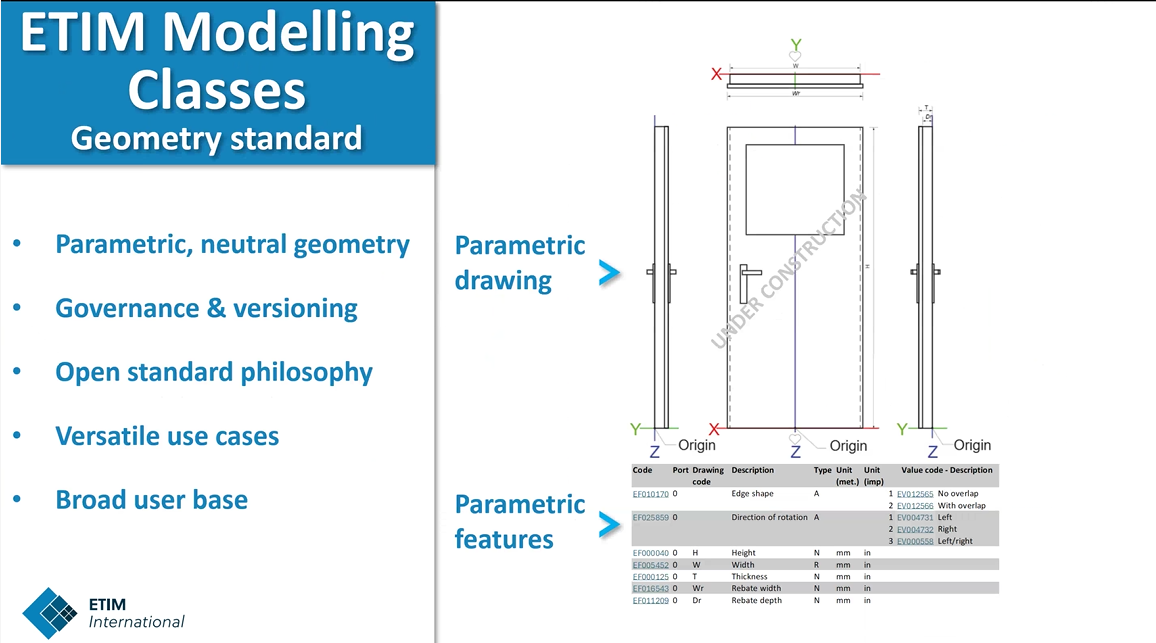 ETIM Modelling
Classes
Geometry standard
• Parametric, neutral geometry
• Governance & versioning
• Open standard philosophy
• Versatile use cases
• Broad user base
ETIM
International
Parametric
drawing
Parametric
features
Y
X
W
Wr
T
Dr
H
UNDER CONSTRUCTION
Y
Z
Origin
X
Z
Origin
Y
Z
Origin
Code Port Drawing code Description Type Unit (met.) Unit (imp) Value code - Description
EF010170 0 Edge shape A 1 EV012565 No overlap
2 EV012566 With overlap
EF025859 0 Direction of rotation A 1 EV004731 Left
2 EV004732 Right
3 EV000558 Left/right
EF000040 0 H Height N mm in
EF005452 0 W Width R mm in
EF000125 0 T Thickness N mm in
EF016543 0 Wr Rebate width N mm in
EF011209 0 Dr Rebate depth N mm in